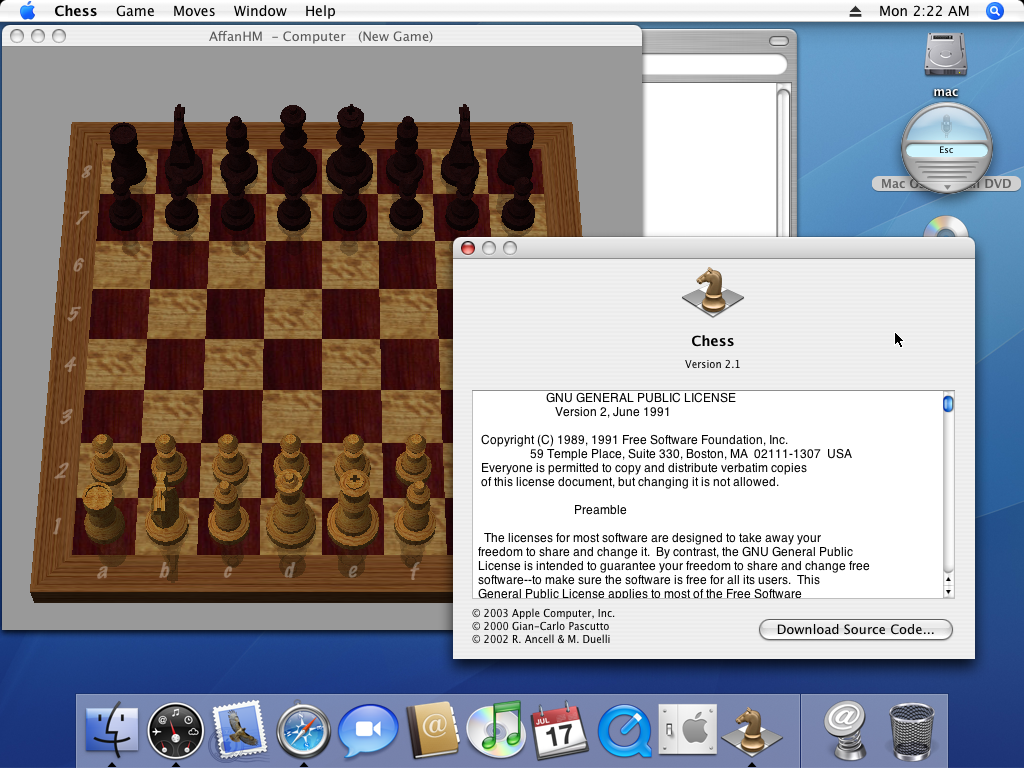 Chess Game Moves Window Help Mon 2:22 AM
AffanHM - Computer (New Game)
mac
Esc
Mac O
DVD
8
7
6
5
4
3
2
1
a b c d e f
Chess
Version 2.1
GNU GENERAL PUBLIC LICENSE
Version 2, June 1991
Copyright (C) 1989, 1991 Free Software Foundation, Inc.
59 Temple Place, Suite 330, Boston, MA 02111-1307 USA
Everyone is permitted to copy and distribute verbatim copies
of this license document, but changing it is not allowed.
Preamble
The licenses for most software are designed to take away your
freedom to share and change it. By contrast, the GNU General Public
License is intended to guarantee your freedom to share and change free
software--to make sure the software is free for all its users. This
General Public License applies to most of the Free Software
© 2003 Apple Computer, Inc.
© 2000 Gian-Carlo Pascutto
© 2002 R. Ancell & M. Duelli
Download Source Code...
JUL
17